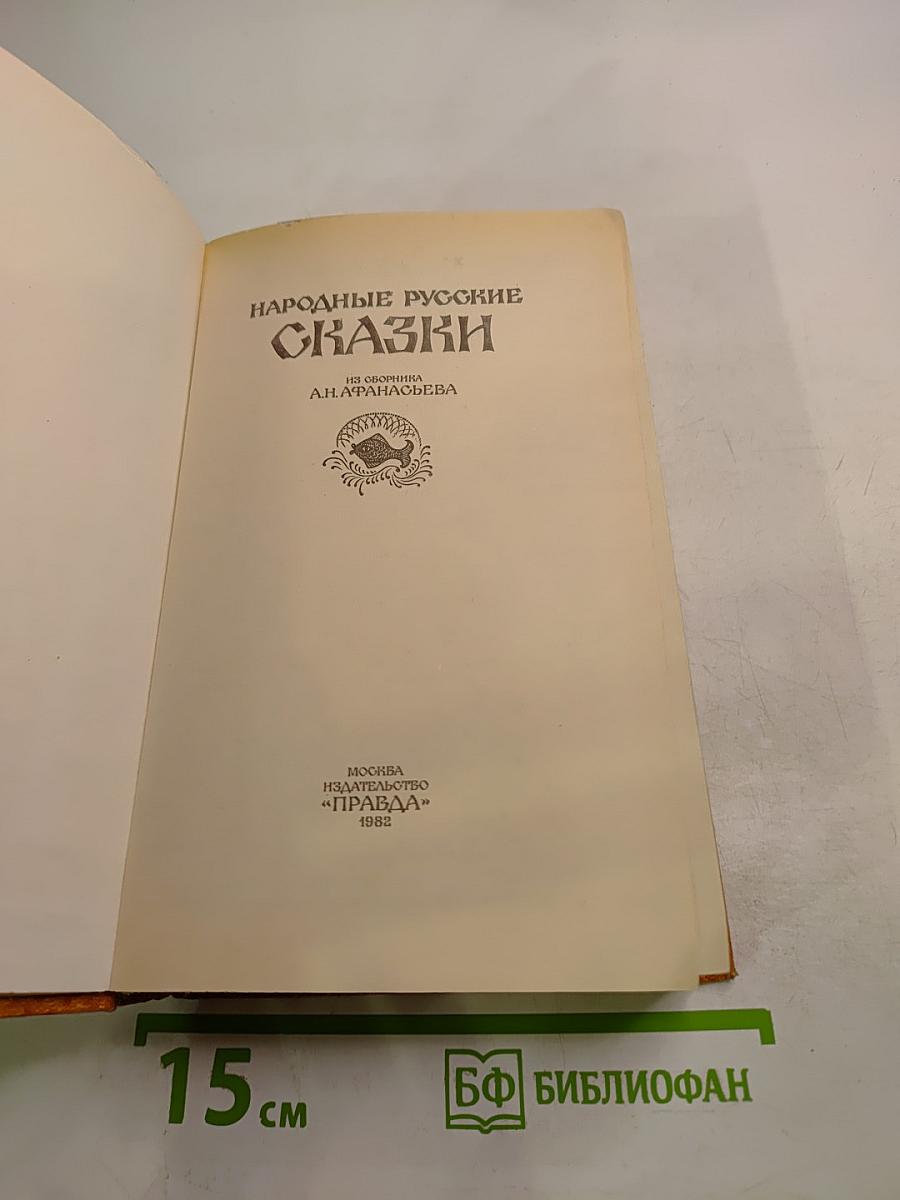 НАРОДНЫЕ РУССКИЕ
СКАЗКИ
ИЗ СБОРНИКА
А.Н. АФАНАСЬЕВА
МОСКВА
ИЗДАТЕЛЬСТВО
«ПРАВДА»
1982
15 см
БФ БИБЛИОФАН